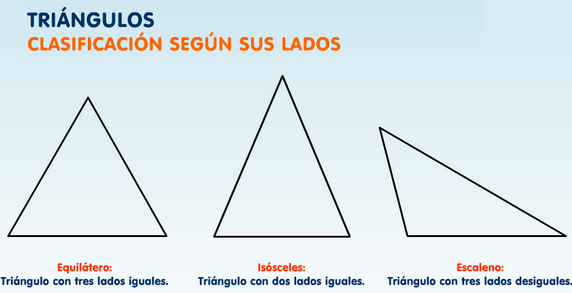 TRIÁNGULOS
CLASIFICACIÓN SEGÚN SUS LADOS
Equilátero:
Triángulo con tres lados iguales.
Isósceles:
Triángulo con dos lados iguales.
Escaleno:
Triángulo con tres lados desiguales.